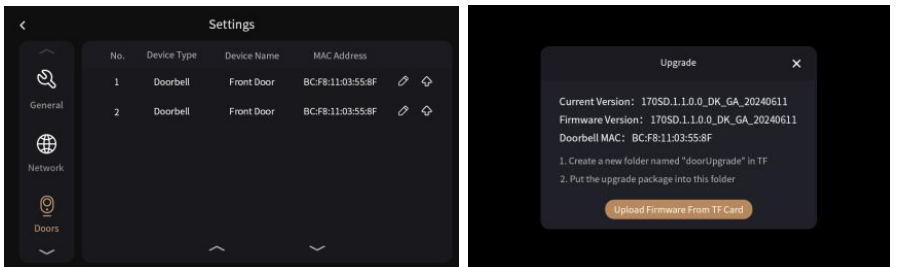 Settings
No. Device Type Device Name MAC Address
1 Doorbell Front Door BC:F8:11:03:55:8F
2 Doorbell Front Door BC:F8:11:03:55:8F
General
Network
Doors
Upgrade
Current Version: 170SD.1.1.0.0_DK_GA_20240611
Firmware Version: 170SD.1.1.0.0_DK_GA_20240611
Doorbell MAC: BC:F8:11:03:55:8F
1. Create a new folder named "doorUpgrade" in TF
2. Put the upgrade package into this folder
Upload Firmware From TF Card